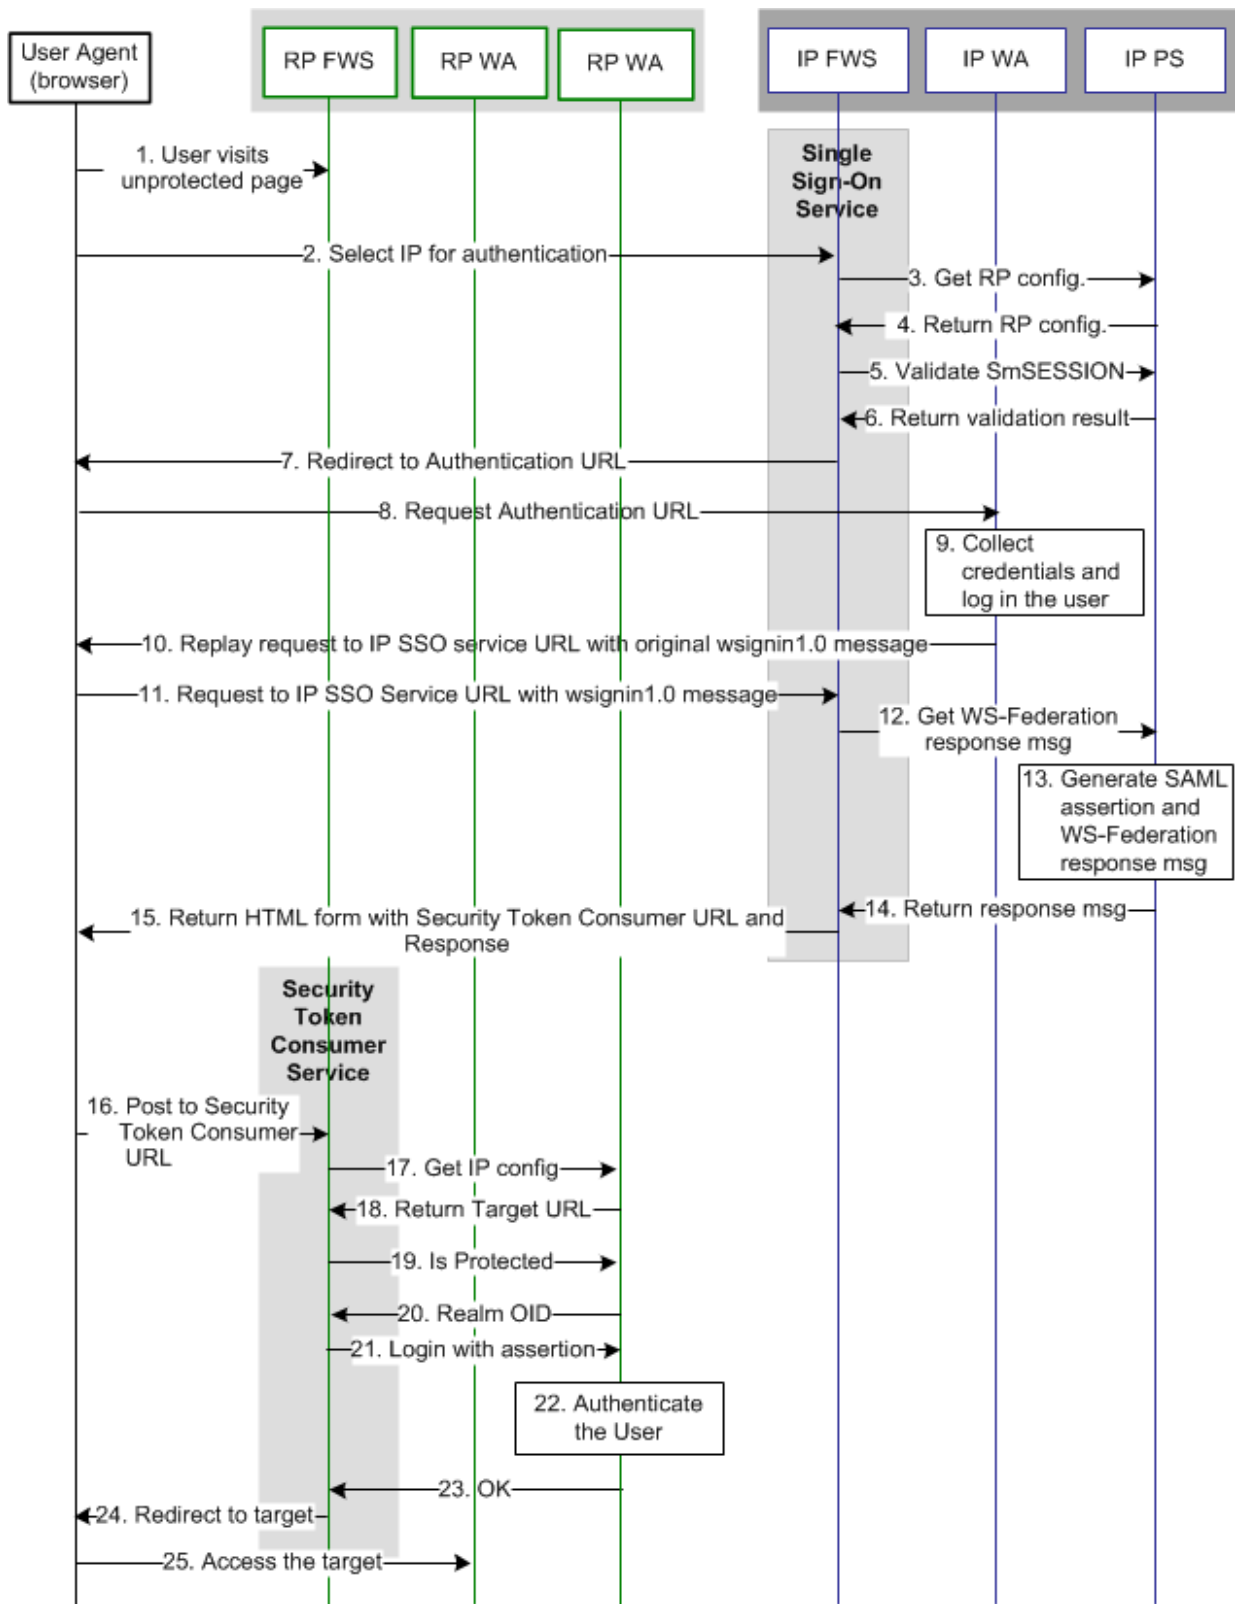 User Agent
(browser)
RP FWS
RP WA
RP WA
IP FWS
IP WA
IP PS
Single
Sign-On
Service
1. User visits
unprotected page
2. Select IP for authentication
3. Get RP config.
4. Return RP config.
5. Validate SmSESSION
6. Return validation result
7. Redirect to Authentication URL
8. Request Authentication URL
9. Collect
credentials and
log in the user
10. Replay request to IP SSO service URL with original wsignin1.0 message
11. Request to IP SSO Service URL with wsignin1.0 message
12. Get WS-Federation
response msg
13. Generate SAML
assertion and
WS-Federation
response msg
14. Return response msg
15. Return HTML form with Security Token Consumer URL and
Response
Security
Token
Consumer
Service
16. Post to Security
Token Consumer
URL
17. Get IP config
18. Return Target URL
19. Is Protected
20. Realm OID
21. Login with assertion
22. Authenticate
the User
23. OK
24. Redirect to target
25. Access the target